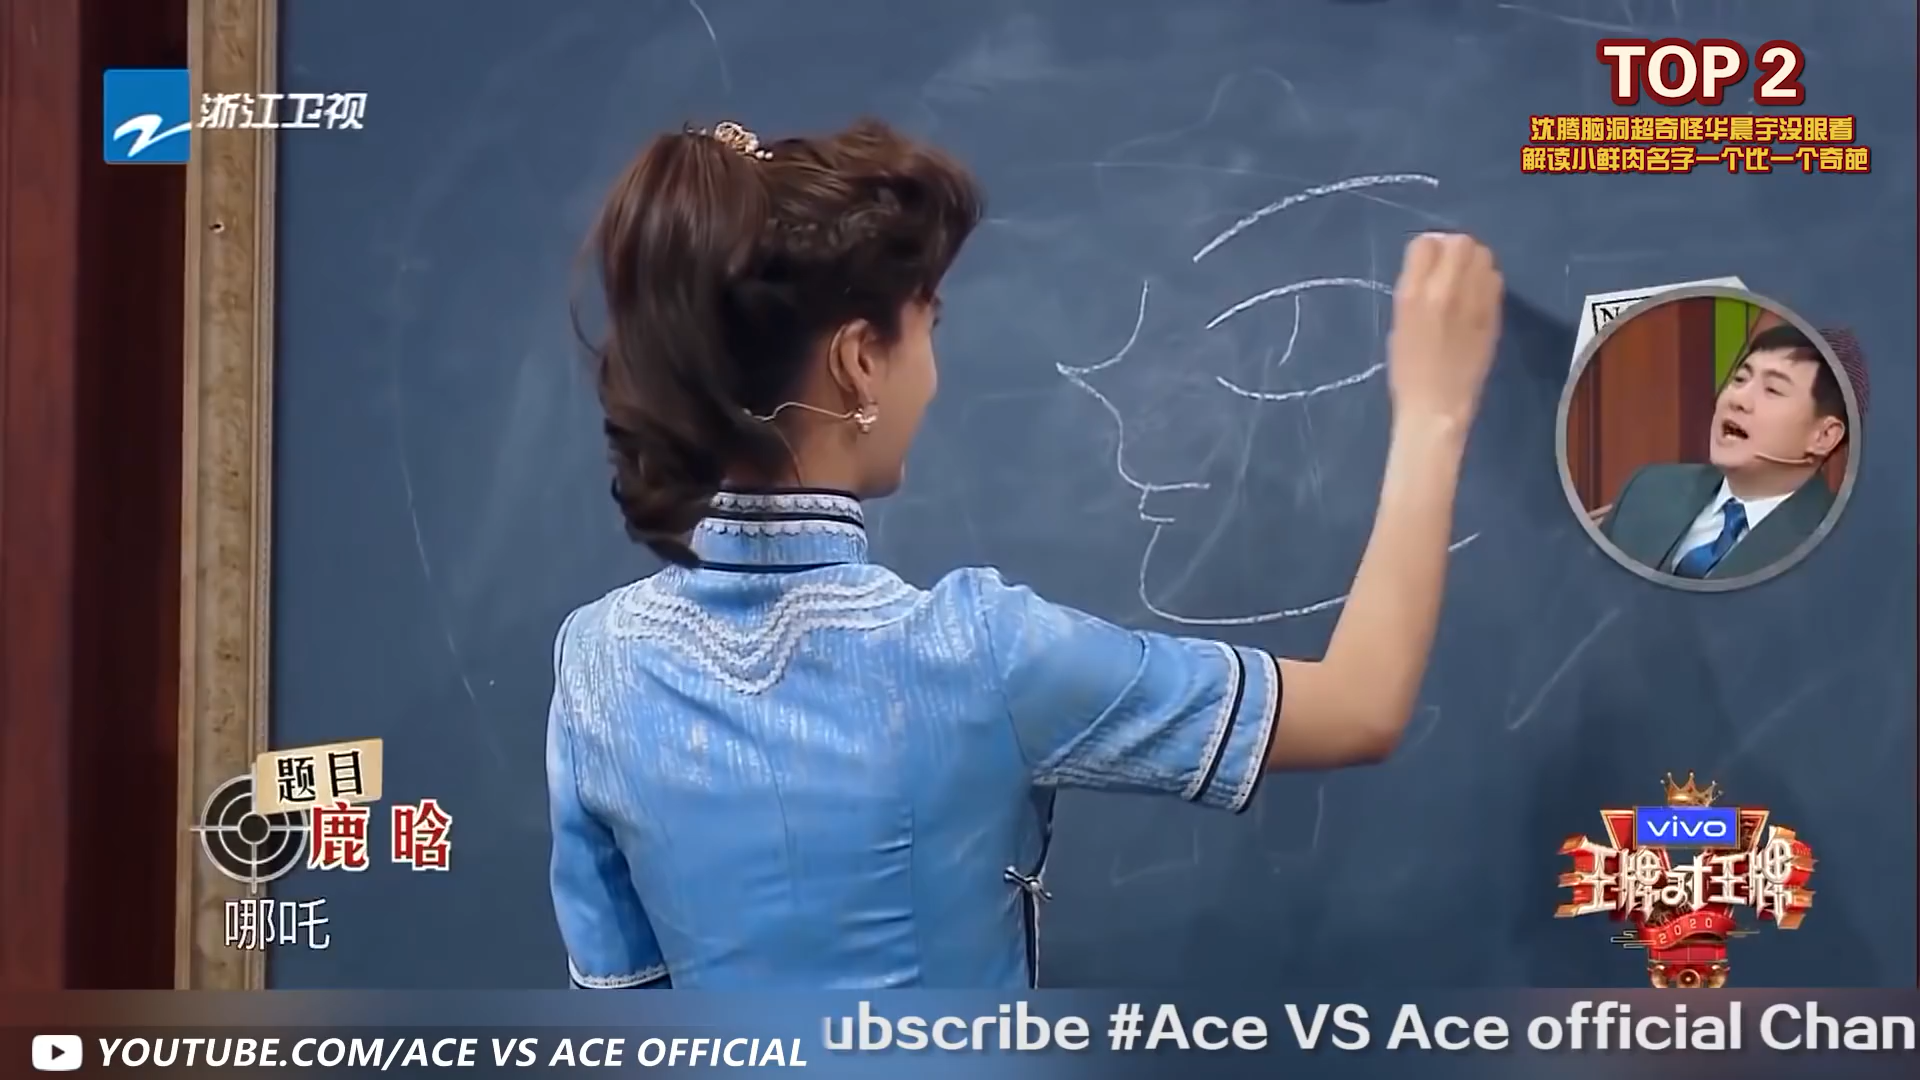 TOP 2
沈腾脑洞超奇怪华晨宇没眼看
解读小鲜肉名字一个比一个奇葩
浙江卫视
N
题目
鹿晗
哪吒
vivo
王牌对王牌
2020
ubscribe #Ace VS Ace official Chan
YOUTUBE.COM/ACE VS ACE OFFICIAL